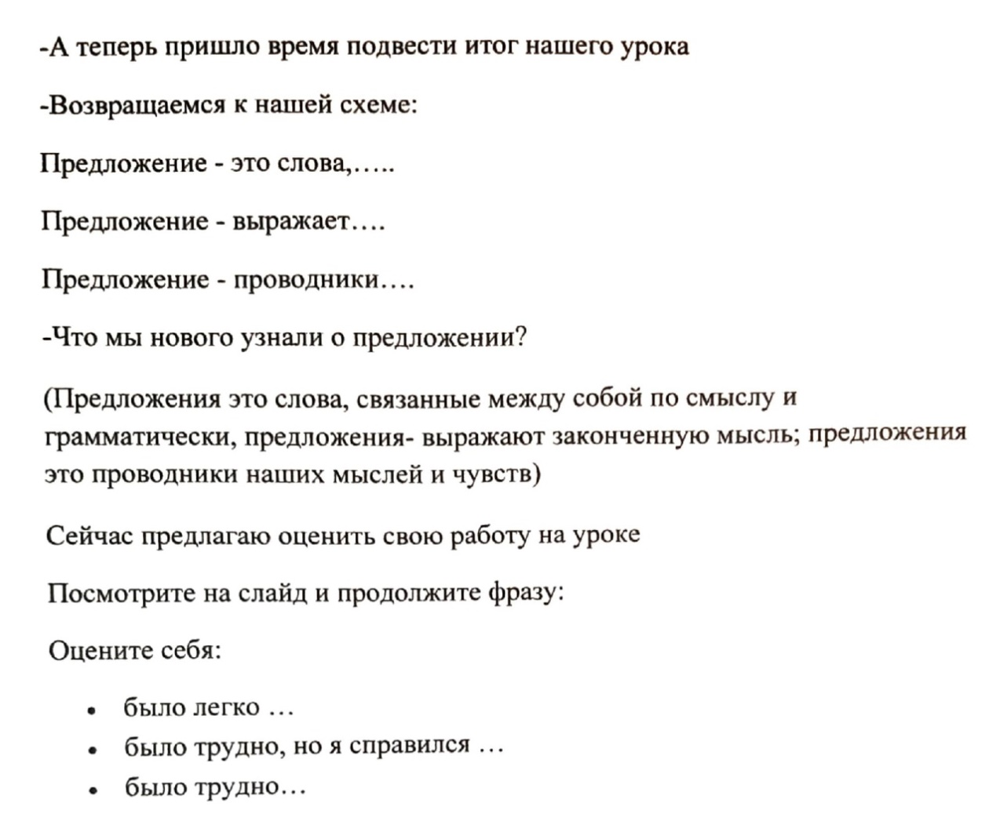 -А теперь пришло время подвести итог нашего урока
-Возвращаемся к нашей схеме:
Предложение - это слова,…..
Предложение - выражает….
Предложение - проводники….
-Что мы нового узнали о предложении?
(Предложения это слова, связанные между собой по смыслу и
грамматически, предложения- выражают законченную мысль; предложения
это проводники наших мыслей и чувств)
Сейчас предлагаю оценить свою работу на уроке
Посмотрите на слайд и продолжите фразу:
Оцените себя:
• было легко …
• было трудно, но я справился …
• было трудно…